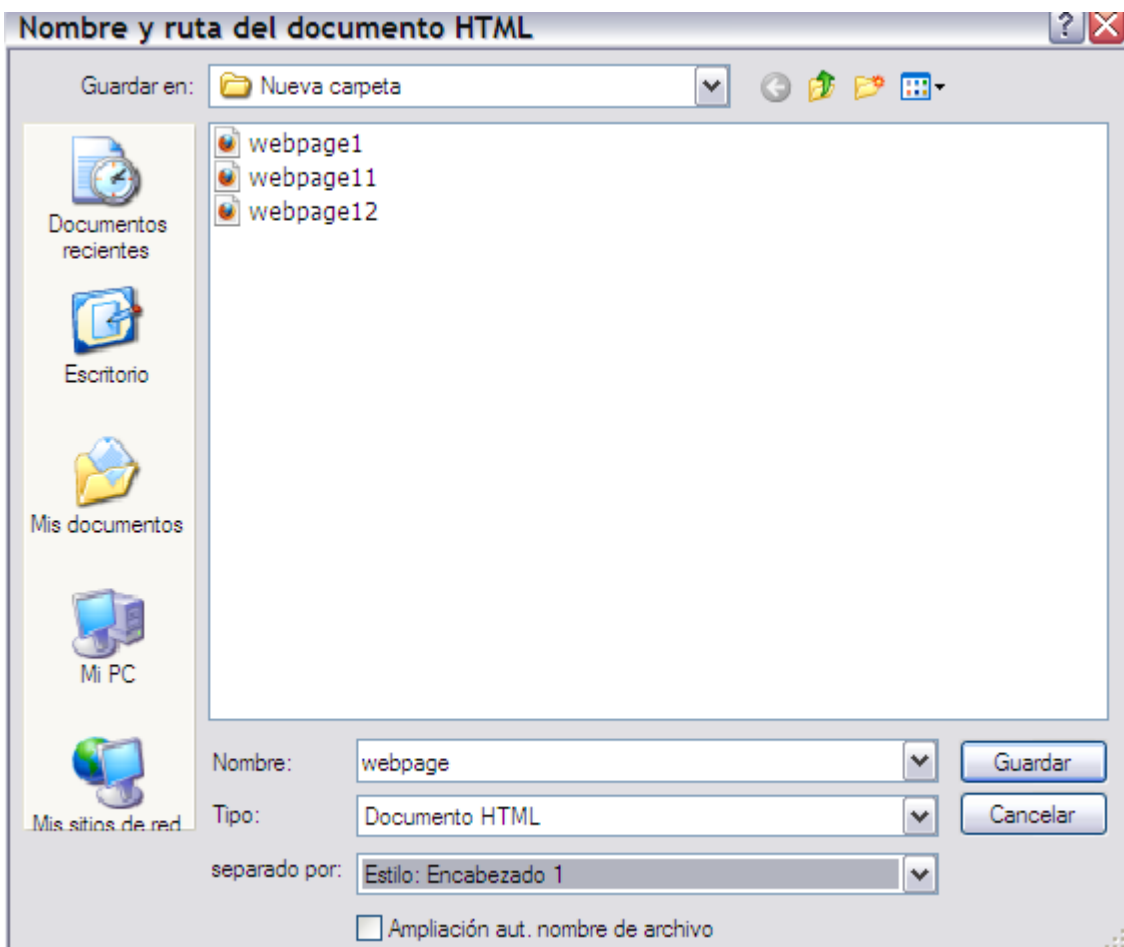 Nombre y ruta del documento HTML
Guardar en:
Nueva carpeta
webpage1
webpage11
webpage12
Documentos
recientes
Escritorio
Mis documentos
Mi PC
Mis sitios de red
Nombre:
webpage
Guardar
Tipo:
Documento HTML
Cancelar
separado por:
Estilo: Encabezado 1
Ampliación aut. nombre de archivo